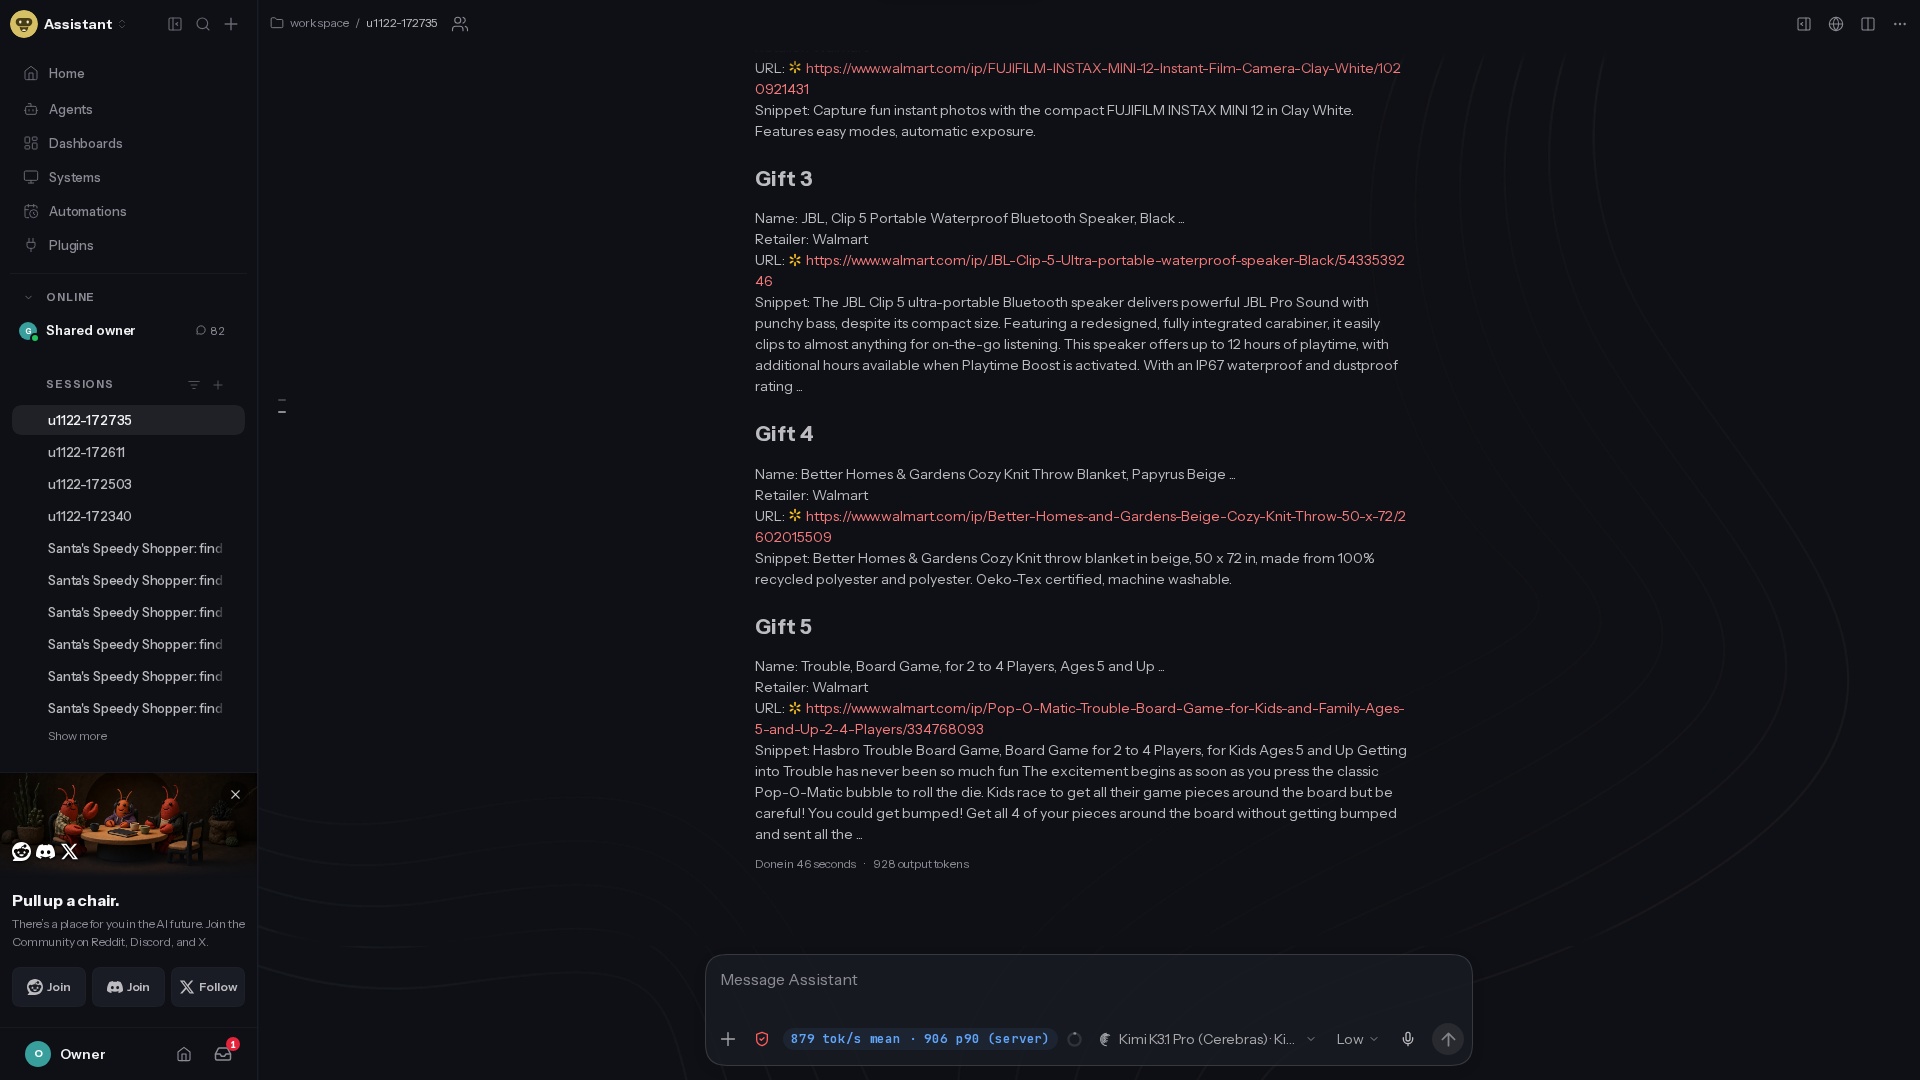 Assistant
Home
Agents
Dashboards
Systems
Automations
Plugins
ONLINE
G
Shared owner
82
SESSIONS
u1122-172735
u1122-172611
u1122-172503
u1122-172340
Santa's Speedy Shopper: find
Santa's Speedy Shopper: find
Santa's Speedy Shopper: find
Santa's Speedy Shopper: find
Santa's Speedy Shopper: find
Santa's Speedy Shopper: find
Show more
Pull up a chair.
There's a place for you in the AI future. Join the
Community on Reddit, Discord, and X.
Join
Join
Follow
O
Owner
1
workspace / u1122-172735
URL: https://www.walmart.com/ip/FUJIFILM-INSTAX-MINI-12-Instant-Film-Camera-Clay-White/102
0921431
Snippet: Capture fun instant photos with the compact FUJIFILM INSTAX MINI 12 in Clay White.
Features easy modes, automatic exposure.
Gift 3
Name: JBL, Clip 5 Portable Waterproof Bluetooth Speaker, Black ...
Retailer: Walmart
URL: https://www.walmart.com/ip/JBL-Clip-5-Ultra-portable-waterproof-speaker-Black/54335392
46
Snippet: The JBL Clip 5 ultra-portable Bluetooth speaker delivers powerful JBL Pro Sound with
punchy bass, despite its compact size. Featuring a redesigned, fully integrated carabiner, it easily
clips to almost anything for on-the-go listening. This speaker offers up to 12 hours of playtime, with
additional hours available when Playtime Boost is activated. With an IP67 waterproof and dustproof
rating ...
Gift 4
Name: Better Homes & Gardens Cozy Knit Throw Blanket, Papyrus Beige ...
Retailer: Walmart
URL: https://www.walmart.com/ip/Better-Homes-and-Gardens-Beige-Cozy-Knit-Throw-50-x-72/2
602015509
Snippet: Better Homes & Gardens Cozy Knit throw blanket in beige, 50 x 72 in, made from 100%
recycled polyester and polyester. Oeko-Tex certified, machine washable.
Gift 5
Name: Trouble, Board Game, for 2 to 4 Players, Ages 5 and Up ...
Retailer: Walmart
URL: https://www.walmart.com/ip/Pop-O-Matic-Trouble-Board-Game-for-Kids-and-Family-Ages-
5-and-Up-2-4-Players/334768093
Snippet: Hasbro Trouble Board Game, Board Game for 2 to 4 Players, for Kids Ages 5 and Up Getting
into Trouble has never been so much fun The excitement begins as soon as you press the classic
Pop-O-Matic bubble to roll the die. Kids race to get all their game pieces around the board but be
careful! You could get bumped! Get all 4 of your pieces around the board without getting bumped
and sent all the ...
Done in 46 seconds · 928 output tokens
Message Assistant
879 tok/s mean · 906 p90 (server)
Kimi K3.1 Pro (Cerebras) · Ki...
Low